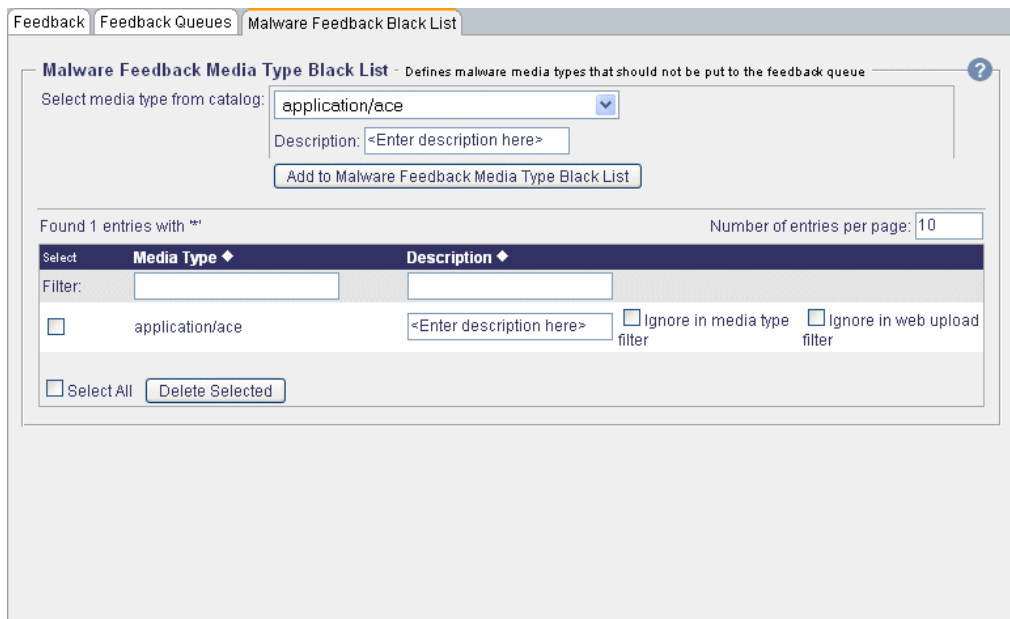 Feedback Feedback Queues Malware Feedback Black List
Malware Feedback Media Type Black List - Defines malware media types that should not be put to the feedback queue ?
Select media type from catalog: application/ace
Description: <Enter description here>
Add to Malware Feedback Media Type Black List
Found 1 entries with '*' Number of entries per page: 10
Select Media Type Description
Filter:
application/ace <Enter description here> Ignore in media type filter Ignore in web upload filter
Select All Delete Selected